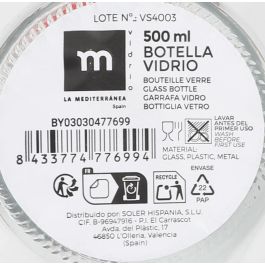 LOTE Nº.: VS4003
m
vidrio
LA MEDITERRÁNEA
Spain
500 ml
BOTELLA
VIDRIO
BOUTEILLE VERRE
GLASS BOTTLE
GARRAFA VIDRO
BOTTIGLIA VETRO
BY03030477699
8 433774 776994
LAVAR
ANTES DEL
PRIMER USO
WASH
BEFORE
FIRST USE
MATERIAL:
GLASS, PLASTIC, METAL
FR
RECYCLE
ENVASE
22
PAP
Distribuido por: SOLER HISPANIA, S.L.U.
CIF. B-96947916 - P.I. El Carrascot
Avda. del Plàstic, 17
46850 L'Olleria, Valencia
(Spain)